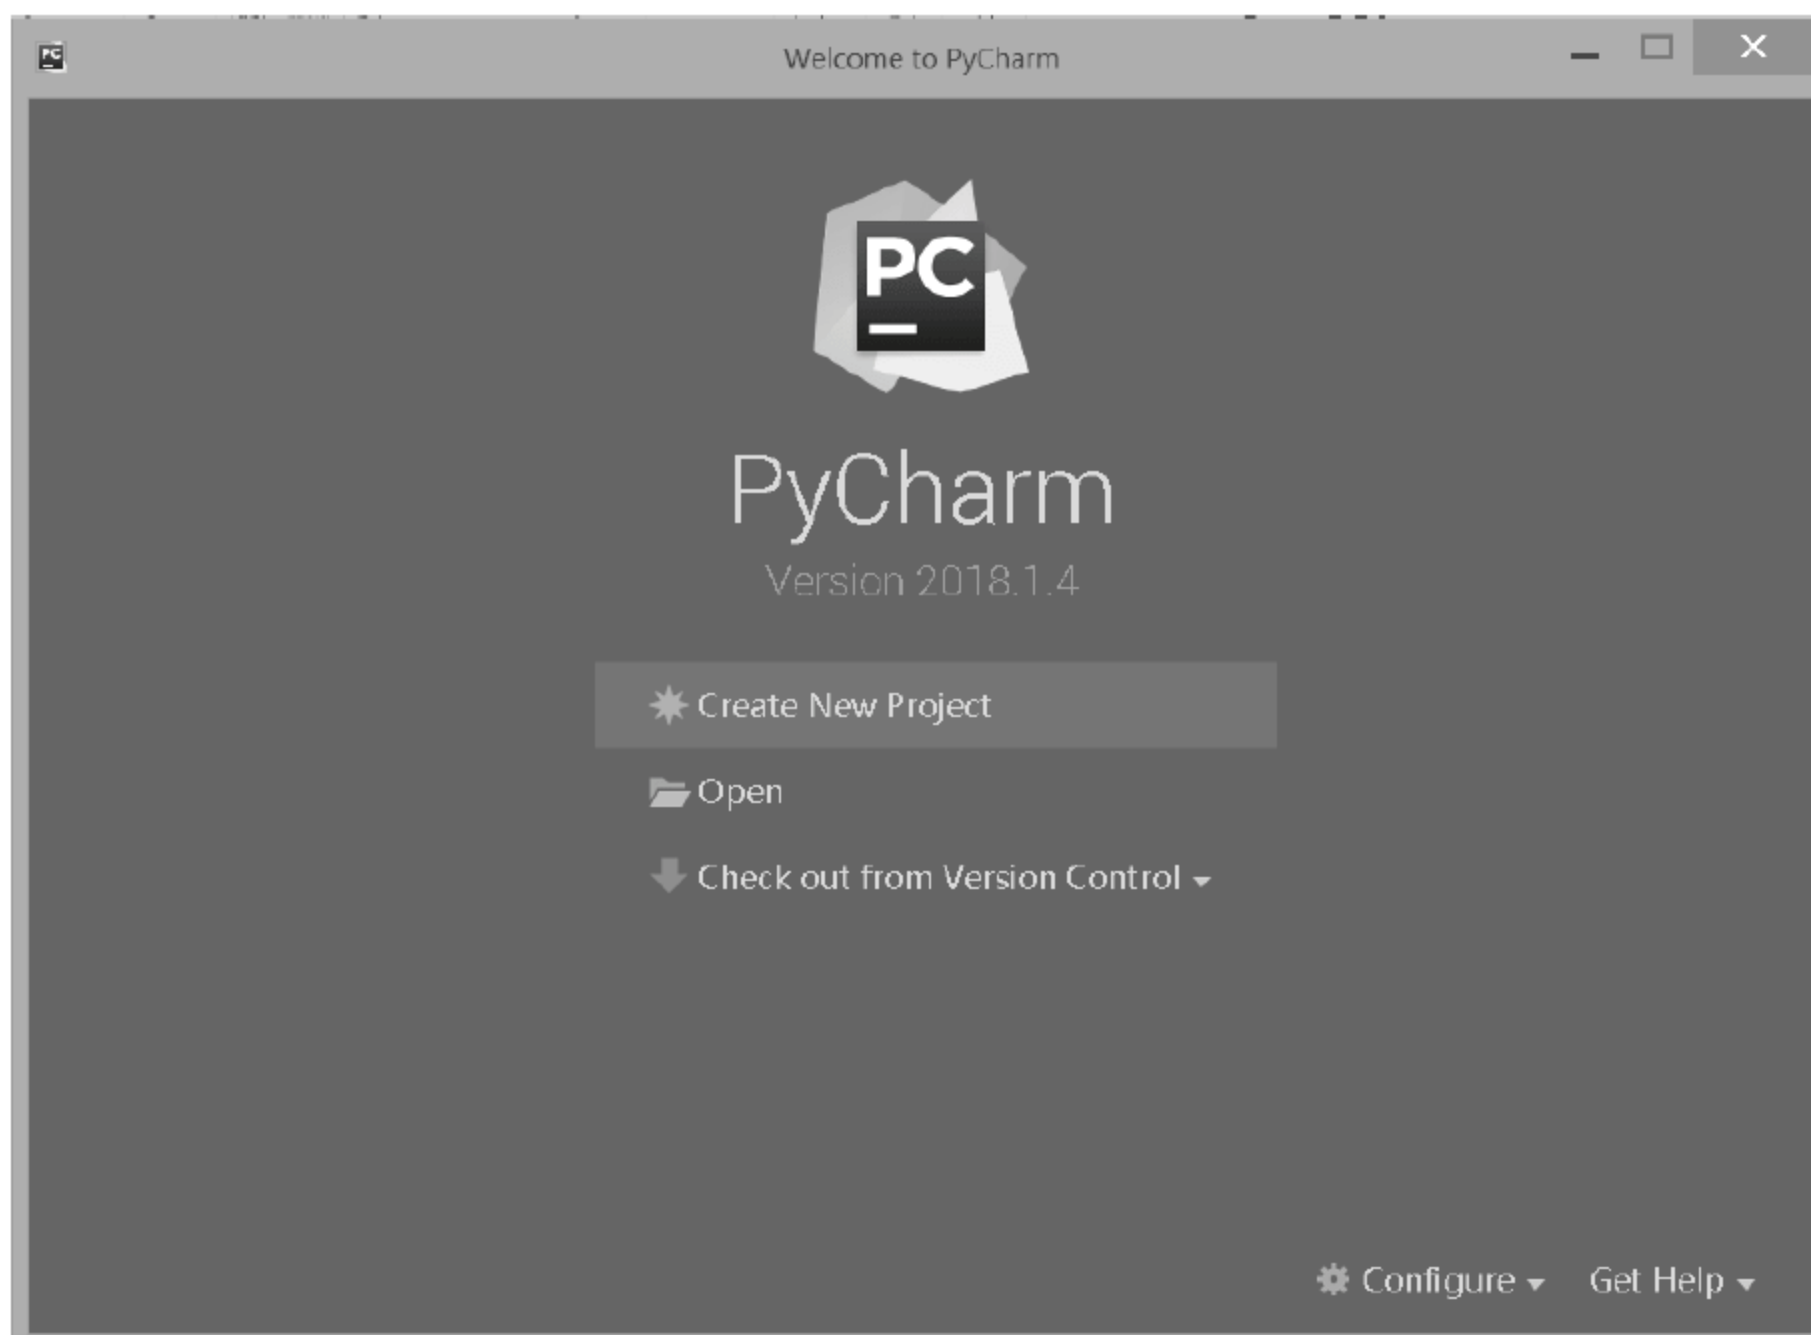 PC
Welcome to PyCharm
PC
PyCharm
Version 2018.1.4
Create New Project
Open
Check out from Version Control
Configure
Get Help